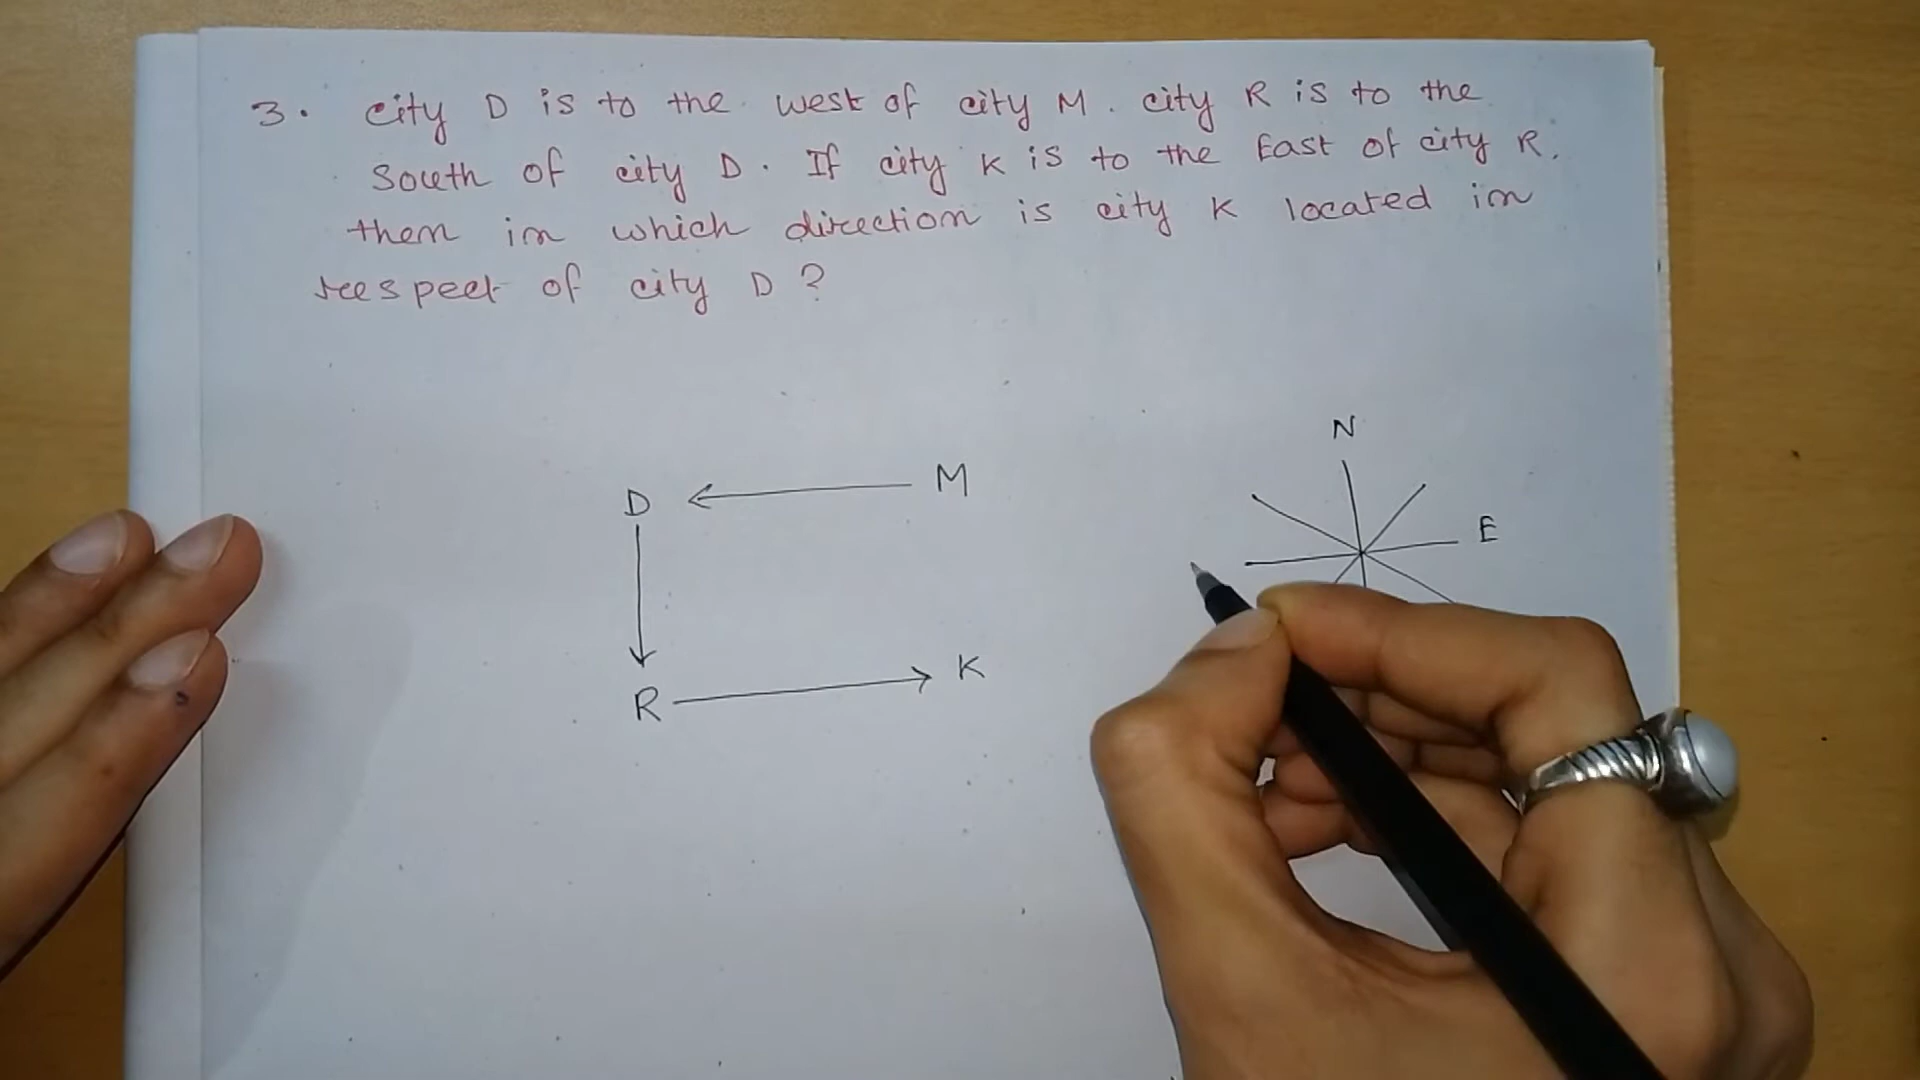 3. City D is to the west of city M. city R is to the
South of city D. If city K is to the East of city R.
then in which direction is city K located in
respect of city D?
N
D M
E
R K